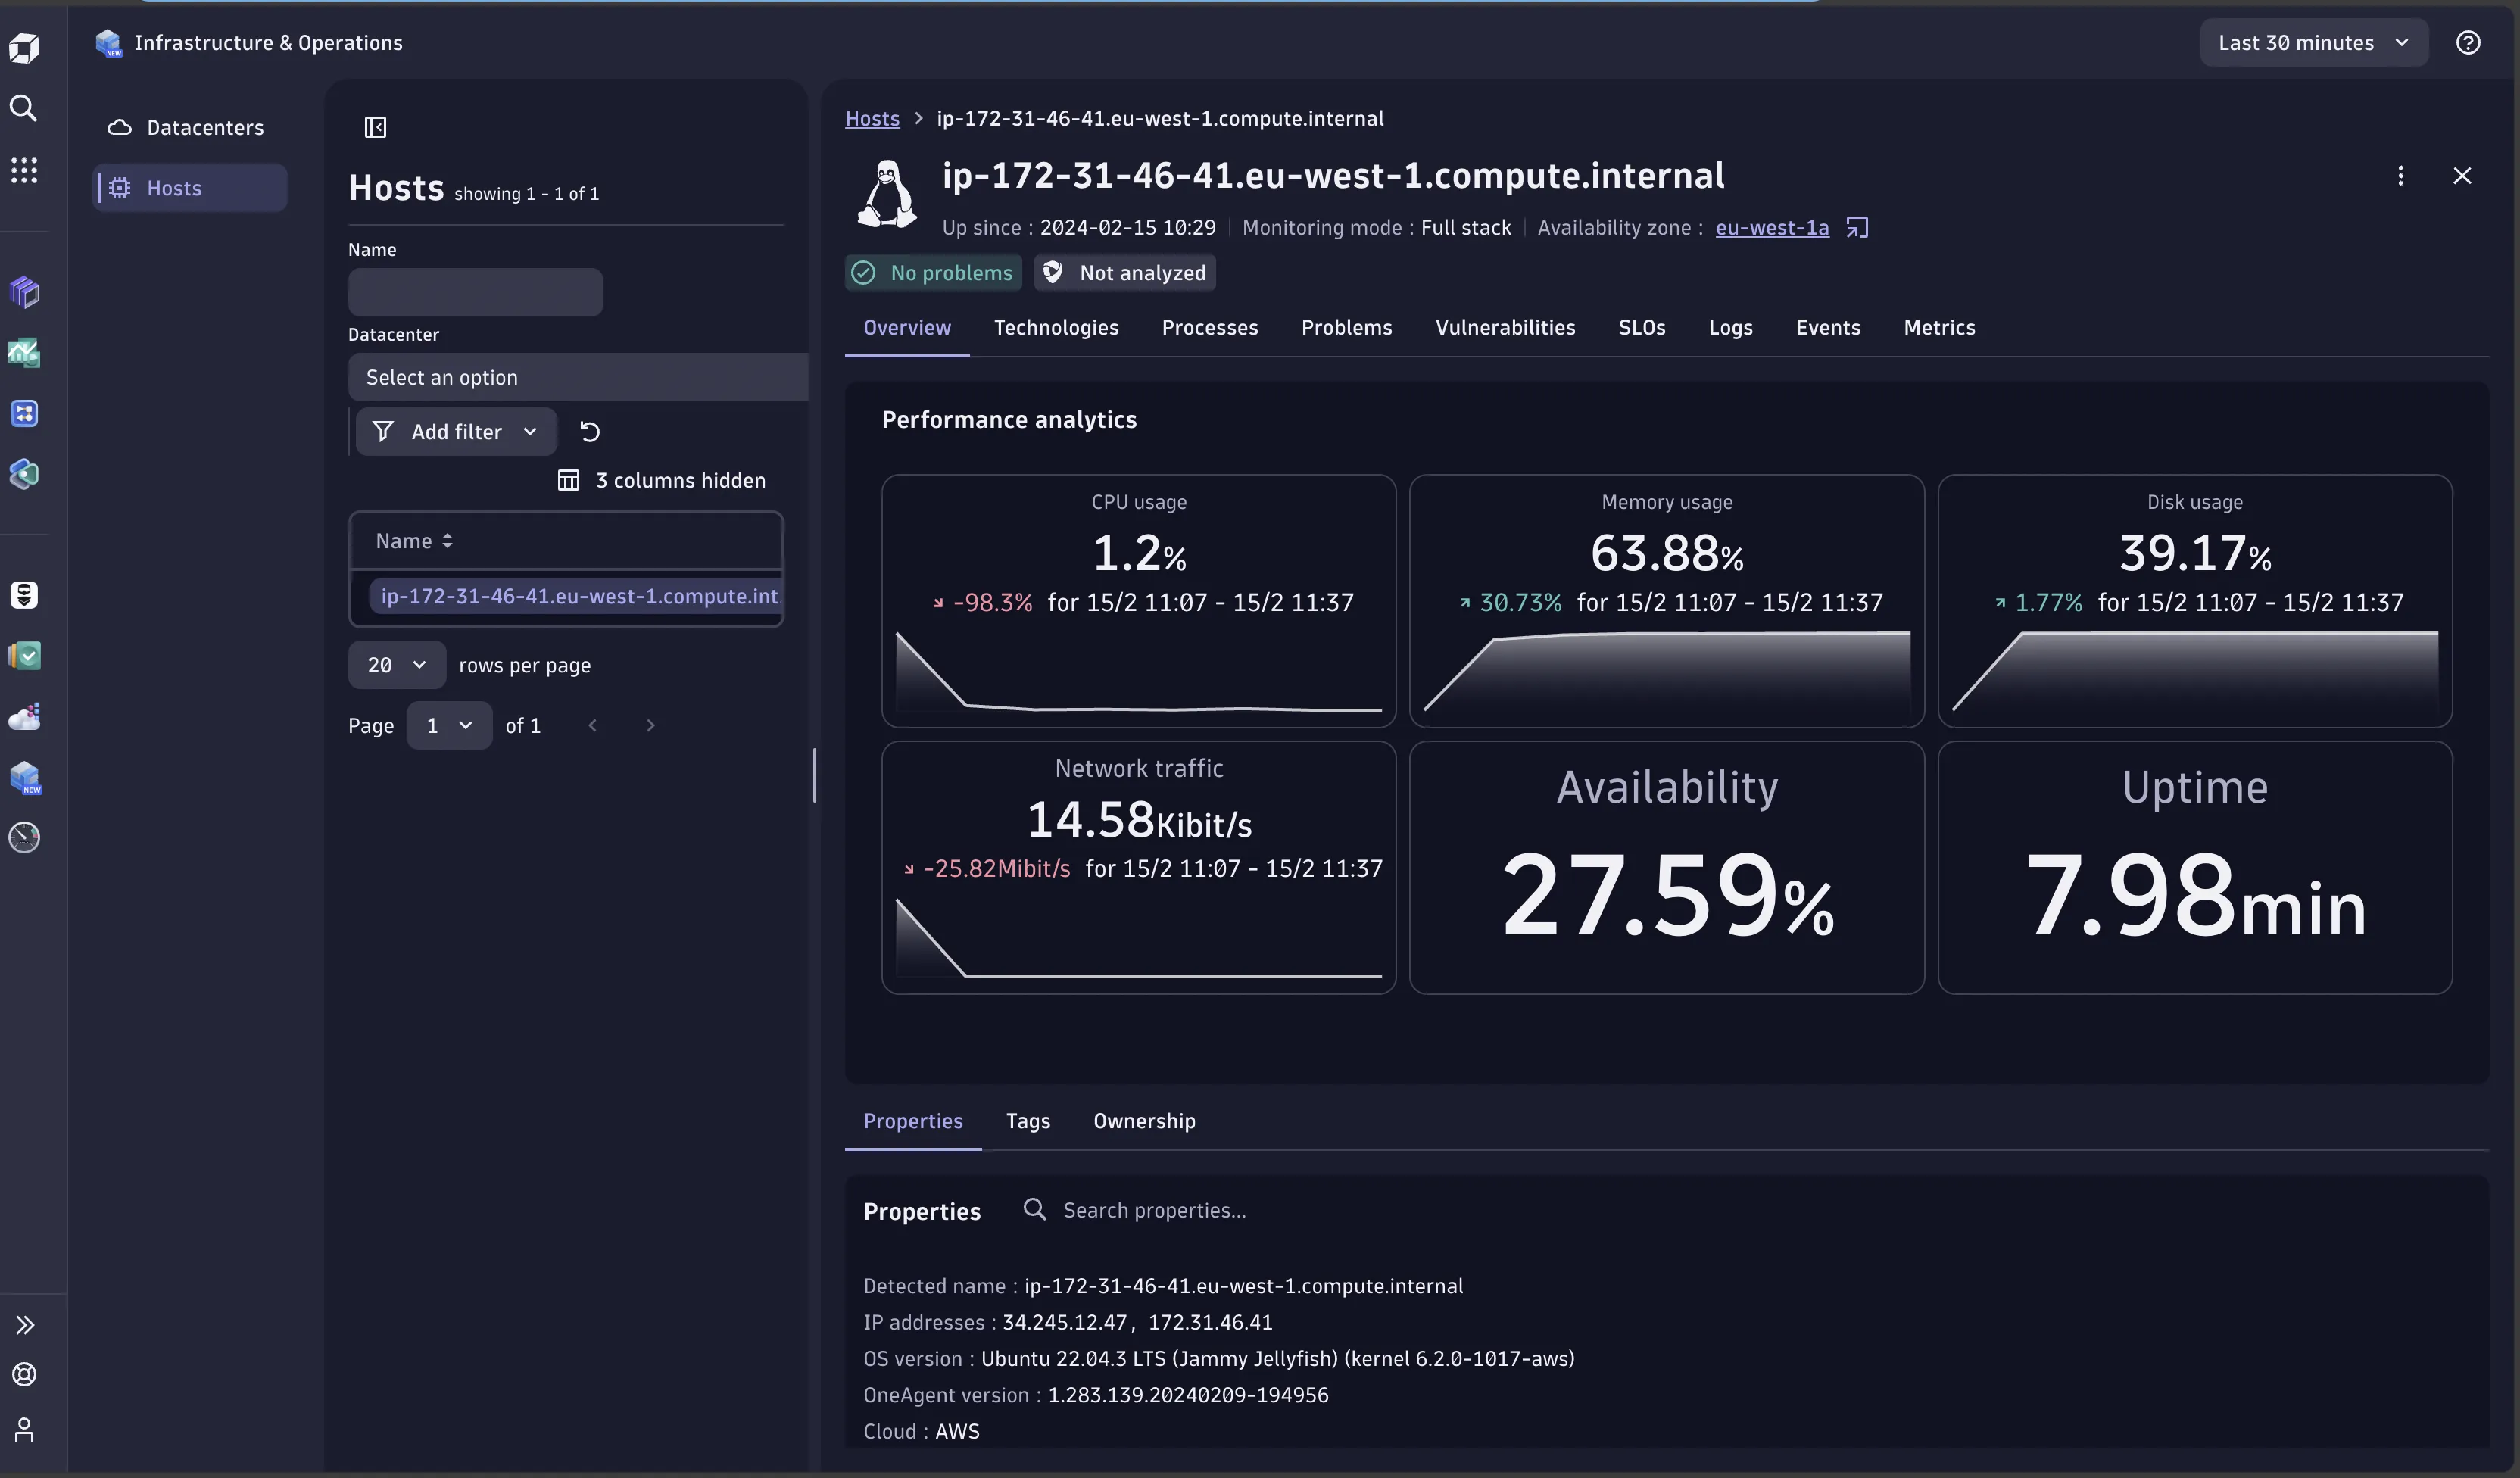 Infrastructure & Operations
Last 30 minutes
NEW
Datacenters
Hosts
Hosts showing 1 - 1 of 1
Name
Datacenter
Select an option
Add filter
3 columns hidden
Name
ip-172-31-46-41.eu-west-1.compute.int.
20 rows per page
Page 1 of 1
NEW
Hosts > ip-172-31-46-41.eu-west-1.compute.internal
ip-172-31-46-41.eu-west-1.compute.internal
Up since : 2024-02-15 10:29 Monitoring mode : Full stack Availability zone : eu-west-1a
No problems Not analyzed
Overview Technologies Processes Problems Vulnerabilities SLOs Logs Events Metrics
Performance analytics
CPU usage
1.2%
-98.3% for 15/2 11:07 - 15/2 11:37
Memory usage
63.88%
30.73% for 15/2 11:07 - 15/2 11:37
Disk usage
39.17%
1.77% for 15/2 11:07 - 15/2 11:37
Network traffic
14.58Kibit/s
-25.82Mibit/s for 15/2 11:07 - 15/2 11:37
Availability
27.59%
Uptime
7.98min
Properties Tags Ownership
Properties Search properties...
Detected name : ip-172-31-46-41.eu-west-1.compute.internal
IP addresses : 34.245.12.47, 172.31.46.41
OS version : Ubuntu 22.04.3 LTS (Jammy Jellyfish) (kernel 6.2.0-1017-aws)
OneAgent version : 1.283.139.20240209-194956
Cloud : AWS